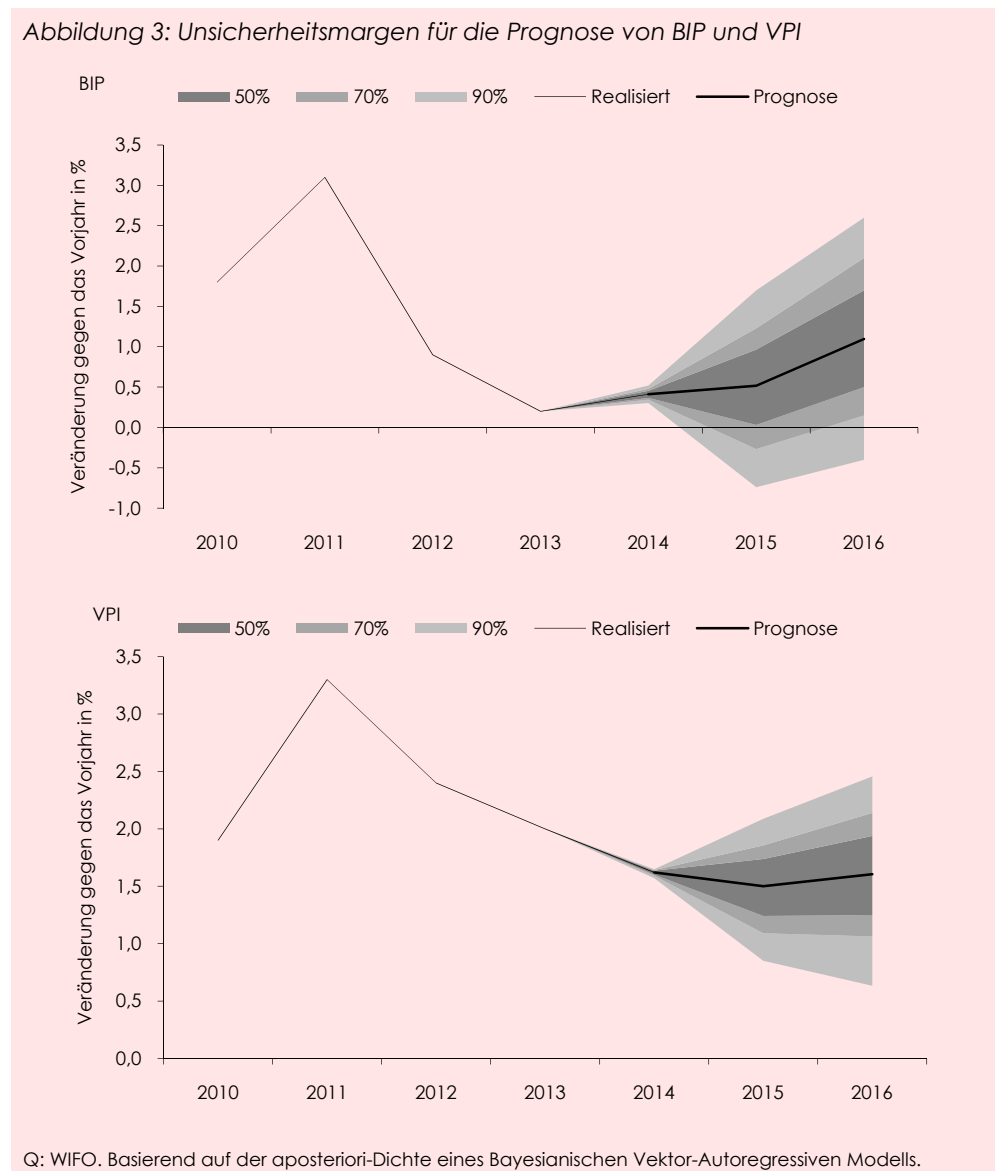 Abbildung 3: Unsicherheitsmargen für die Prognose von BIP und VPI
BIP
50% 70% 90% Realisiert Prognose
Veränderung gegen das Vorjahr in %
3,5
3,0
2,5
2,0
1,5
1,0
0,5
0,0
-0,5
-1,0
2010 2011 2012 2013 2014 2015 2016
VPI
50% 70% 90% Realisiert Prognose
Veränderung gegen das Vorjahr in %
3,5
3,0
2,5
2,0
1,5
1,0
0,5
0,0
2010 2011 2012 2013 2014 2015 2016
Q: WIFO. Basierend auf der aposteriori-Dichte eines Bayesianischen Vektor-Autoregressiven Modells.